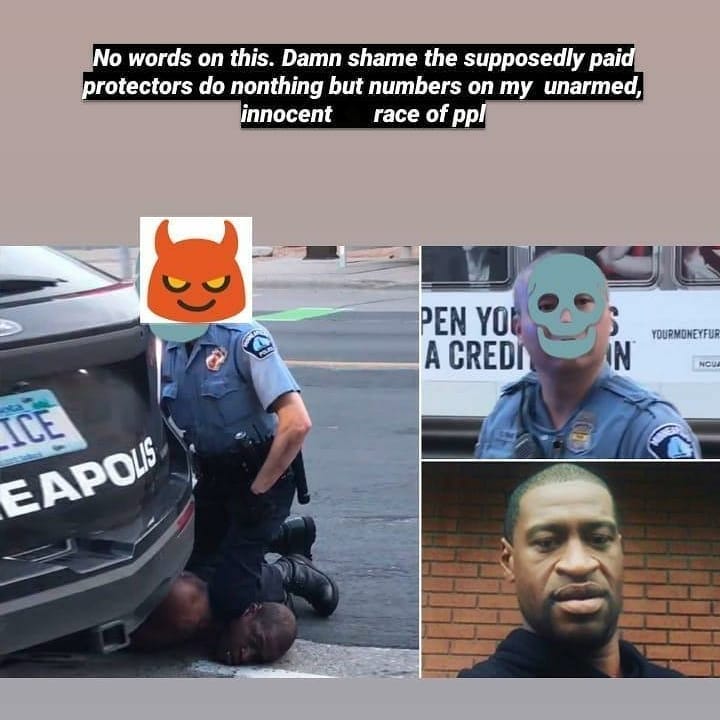 No words on this. Damn shame the supposedly paid
protectors do nonthing but numbers on my unarmed,
innocent race of ppl
PEN YO S
A CREDI N
YOURMONEYFUR
NCUA
ICE
EAPOLIS